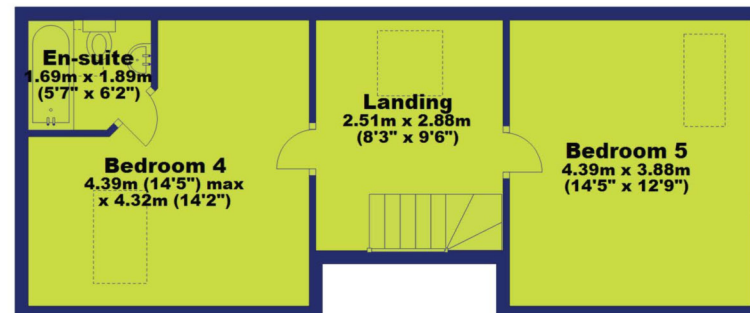 En-suite
1.69m x 1.89m
(5'7" x 6'2")
Bedroom 4
4.39m (14'5") max
x 4.32m (14'2")
Landing
2.51m x 2.88m
(8'3" x 9'6")
Bedroom 5
4.39m x 3.88m
(14'5" x 12'9")